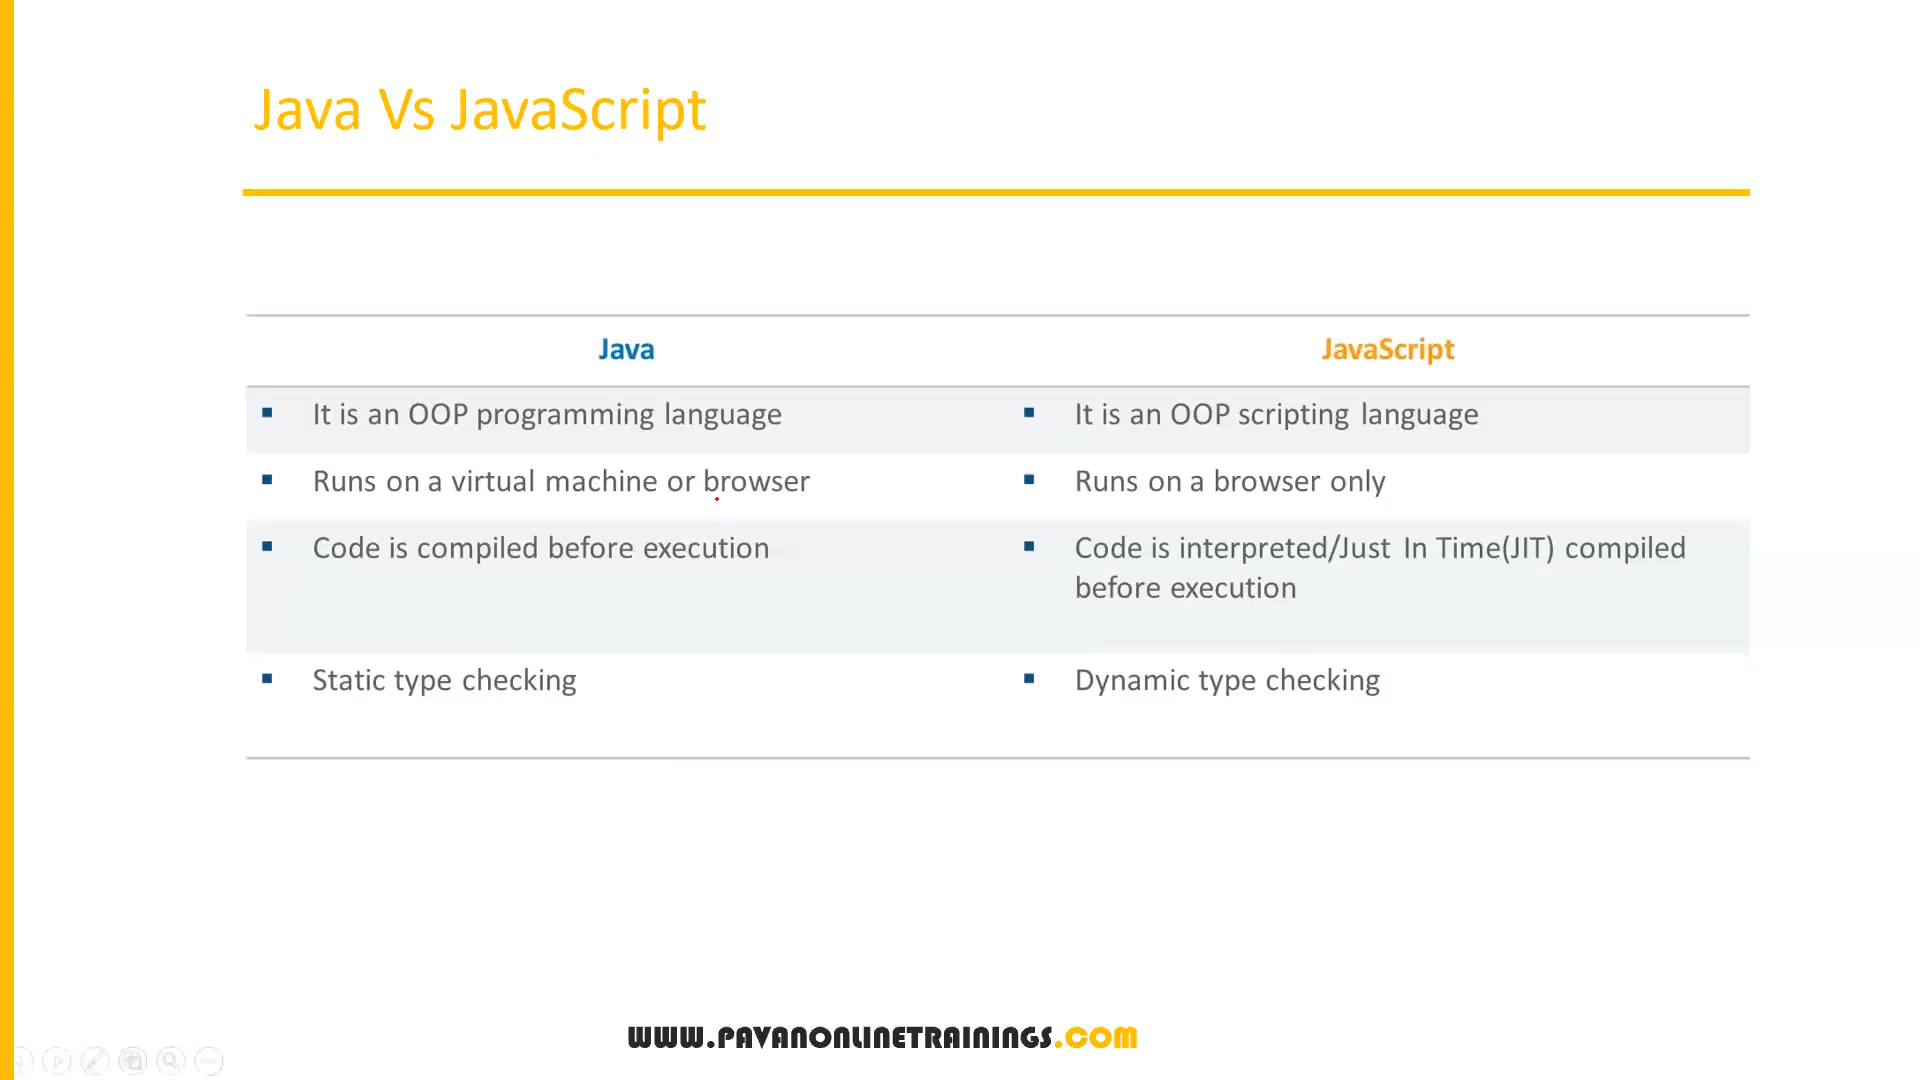 Java Vs JavaScript
Java
JavaScript
It is an OOP programming language
It is an OOP scripting language
Runs on a virtual machine or browser
Runs on a browser only
Code is compiled before execution
Code is interpreted/Just In Time(JIT) compiled
before execution
Static type checking
Dynamic type checking
WWW.PAVANONLINETRAININGS.COM